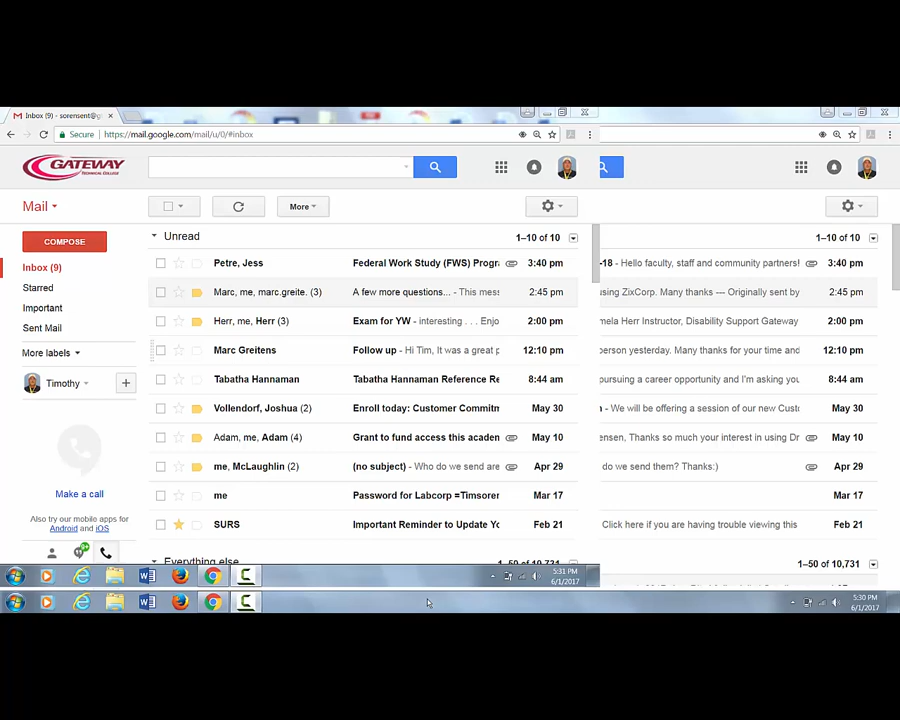 Inbox (9) - sorensent@g
Secure https://mail.google.com/mail/u/0/#inbox
GATEWAY
TECHNICAL COLLEGE
Mail
More
COMPOSE
Unread
1–10 of 10
1–10 of 10
Inbox (9)
Petre, Jess Federal Work Study (FWS) Progr 3:40 pm
-18 - Hello faculty, staff and community partners! 3:40 pm
Starred
Marc, me, marc.greite. (3) A few more questions... - This mes 2:45 pm
using ZixCorp. Many thanks --- Originally sent by 2:45 pm
Important
Herr, me, Herr (3) Exam for YW - interesting . . . Enjo 2:00 pm
mela Herr Instructor, Disability Support Gateway 2:00 pm
Sent Mail
Marc Greitens Follow up - Hi Tim, It was a great p 12:10 pm
person yesterday. Many thanks for your time and 12:10 pm
More labels
Tabatha Hannaman Tabatha Hannaman Reference Re 8:44 am
pursuing a career opportunity and I'm asking you 8:44 am
Timothy
Vollendorf, Joshua (2) Enroll today: Customer Commitm May 30
- We will be offering a session of our new Custo May 30
Adam, me, Adam (4) Grant to fund access this academ May 10
ensen, Thanks so much your interest in using Dr May 10
me, McLaughlin (2) (no subject) - Who do we send are Apr 29
do we send them? Thanks:) Apr 29
Make a call
me Password for Labcorp =Timsoren Mar 17
Mar 17
Also try our mobile apps for
Android and iOS
SURS Important Reminder to Update Yo Feb 21
Click here if you are having trouble viewing this Feb 21
Everything else
1–50 of 10,731
1–50 of 10,731
5:31 PM
6/1/2017
5:30 PM
6/1/2017